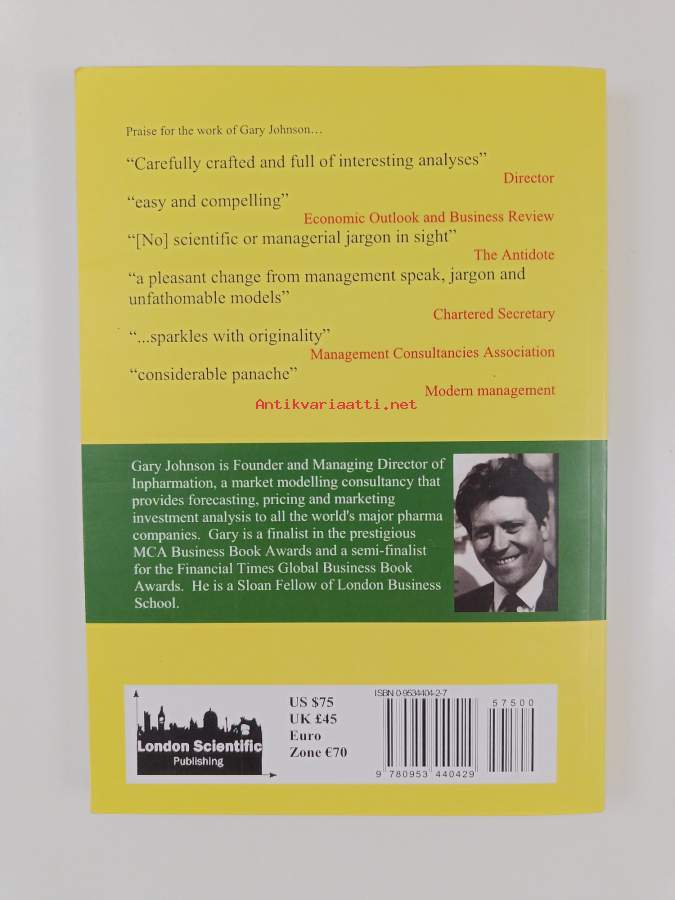 Praise for the work of Gary Johnson…
“Carefully crafted and full of interesting analyses”
Director
“easy and compelling”
Economic Outlook and Business Review
“[No] scientific or managerial jargon in sight”
The Antidote
“a pleasant change from management speak, jargon and
unfathomable models”
Chartered Secretary
“...sparkles with originality”
Management Consultancies Association
“considerable panache”
Modern management
Antikvariaatti.net
Gary Johnson is Founder and Managing Director of
Inpharmation, a market modelling consultancy that
provides forecasting, pricing and marketing
investment analysis to all the world's major pharma
companies. Gary is a finalist in the prestigious
MCA Business Book Awards and a semi-finalist
for the Financial Times Global Business Book
Awards. He is a Sloan Fellow of London Business
School.
London Scientific
Publishing
US $75
UK £45
Euro
Zone €70
ISBN 0-9534404-2-7
57500
9 780953 440429